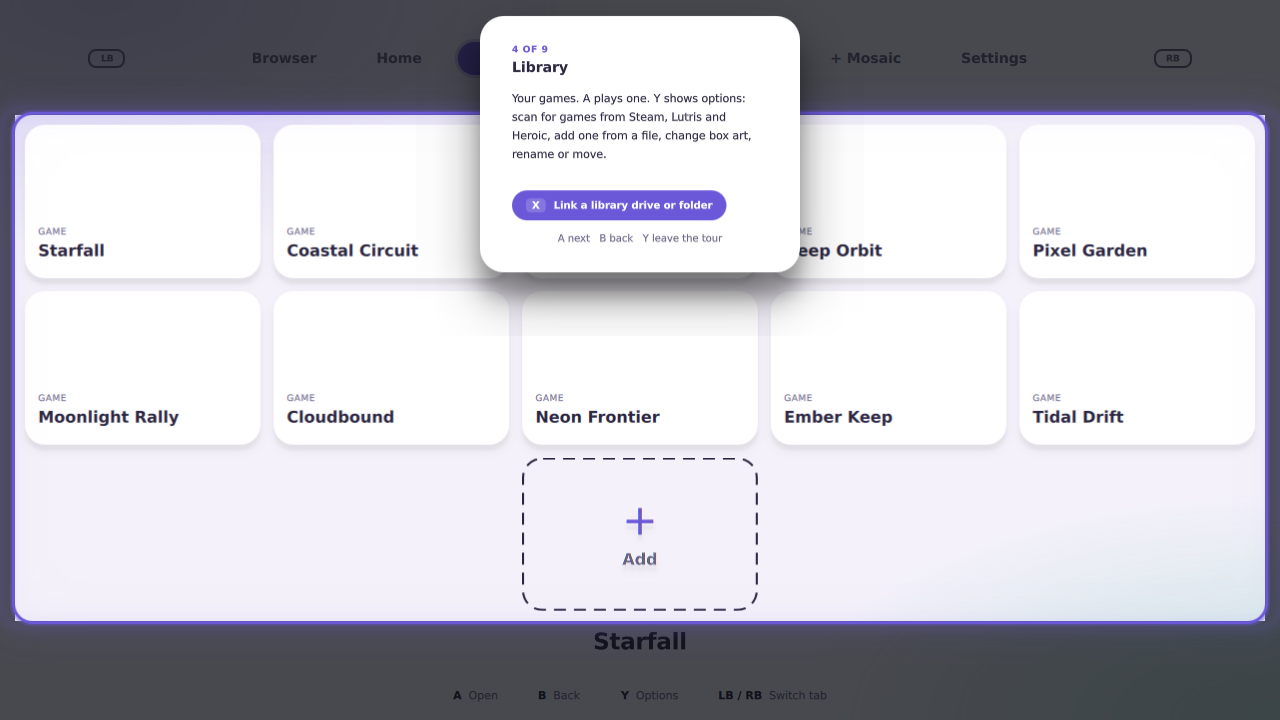 LB
Browser
Home
+ Mosaic
Settings
RB
4 OF 9
Library
Your games. A plays one. Y shows options:
scan for games from Steam, Lutris and
Heroic, add one from a file, change box art,
rename or move.
X Link a library drive or folder
A next B back Y leave the tour
GAME
Starfall
GAME
Coastal Circuit
Orbit
GAME
Pixel Garden
GAME
Moonlight Rally
GAME
Cloudbound
GAME
Neon Frontier
GAME
Ember Keep
GAME
Tidal Drift
+
Add
Starfall
A Open B Back Y Options LB / RB Switch tab